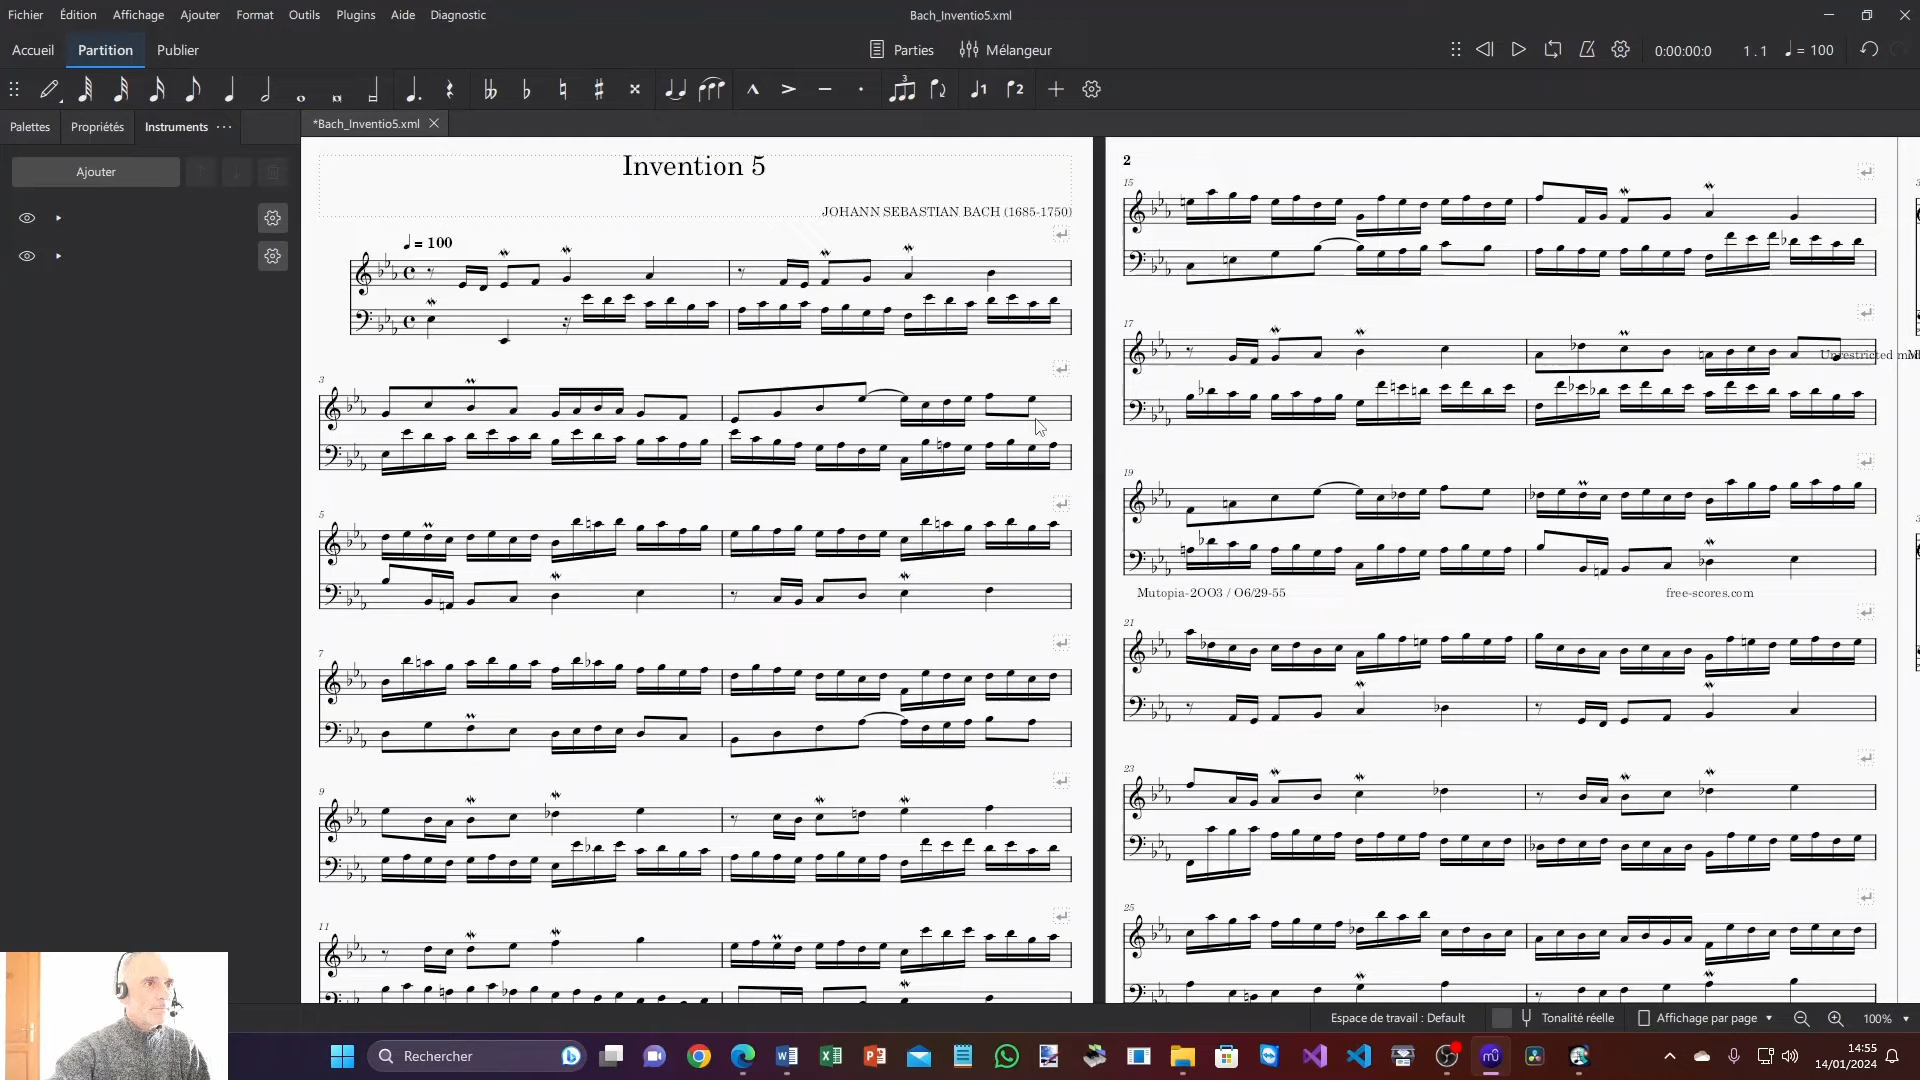 Fichier Édition Affichage Ajouter Format Outils Plugins Aide Diagnostic
Bach_Inventio5.xml
Accueil Partition Publier
Parties Mélangeur
0:00:00:0 1 . 1 = 100
Palettes Propriétés Instruments
*Bach_Inventio5.xml
Ajouter
Invention 5
JOHANN SEBASTIAN BACH (1685-1750)
= 100
3
5
7
9
11
2
15
17
19
Mutopia-2OO3 / O6/29-55 free-scores.com
21
23
25
Espace de travail : Default Tonalité réelle Affichage par page 100%
Rechercher
14:55
14/01/2024